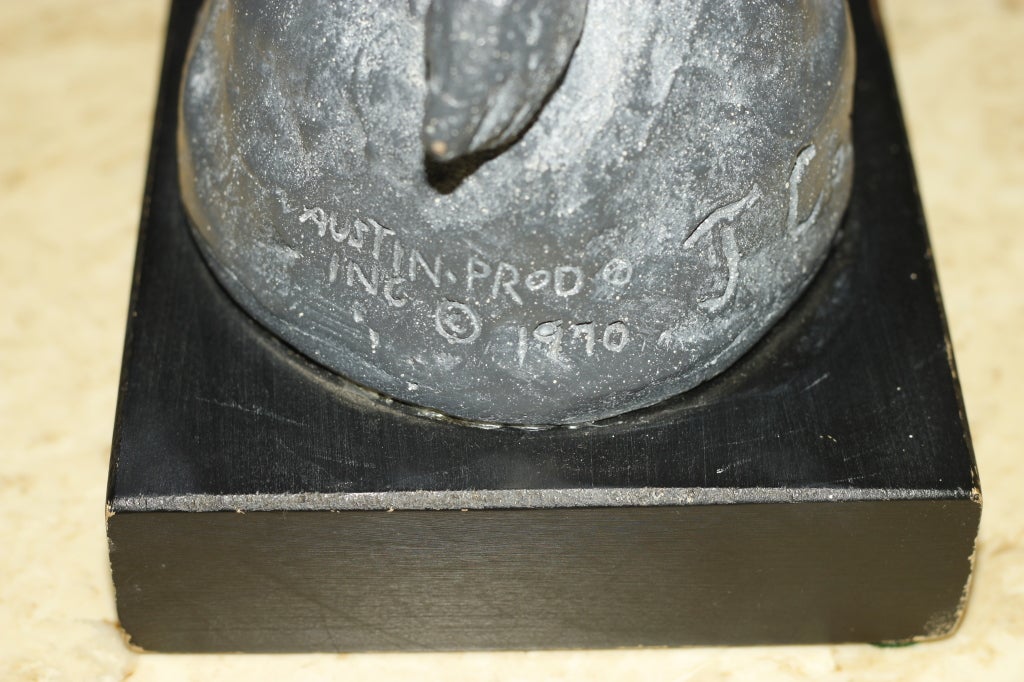 AUSTIN. PROD ®
INC
© 1970
J